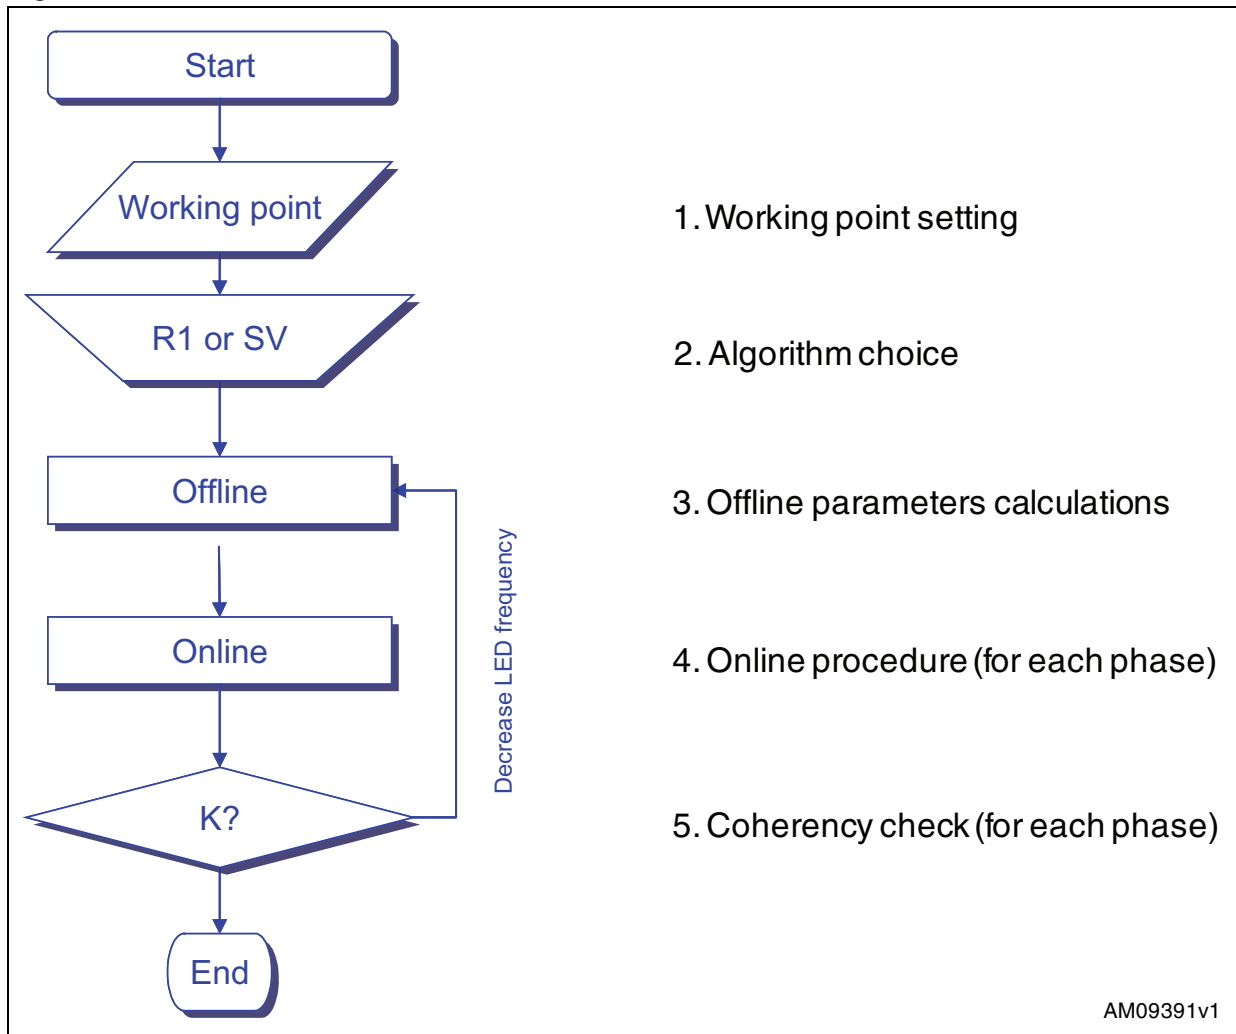 Start
Working point
1. Working point setting
R1 or SV
2. Algorithm choice
Offline
3. Offline parameters calculations
Decrease LED frequency
Online
4. Online procedure (for each phase)
K?
5. Coherency check (for each phase)
End
AM09391v1